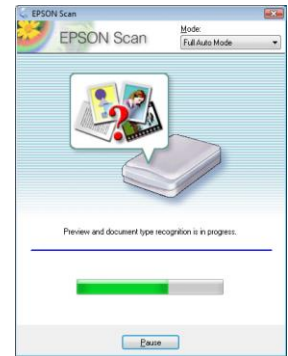 EPSON Scan
EPSON Scan
Mode:
Full Auto Mode
?
Preview and document type recognition is in progress.
Pause